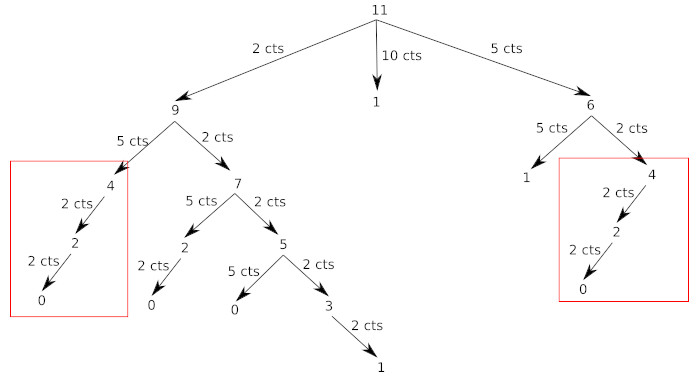 11
2 cts 10 cts 5 cts
9 1 6
5 cts 2 cts 5 cts 2 cts
4 7 1 4
2 cts 5 cts 2 cts 2 cts
2 2 5 2
2 cts 2 cts 5 cts 2 cts 2 cts
0 0 0 3 0
2 cts
1